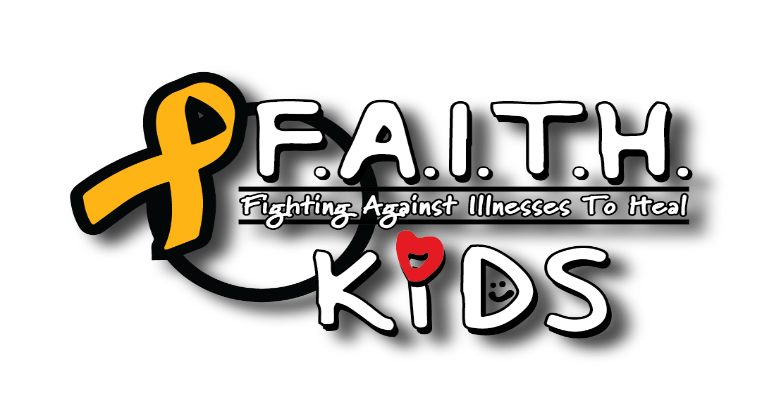 F.A.I.T.H.
Fighting Against Illnesses To Heal
KiDS